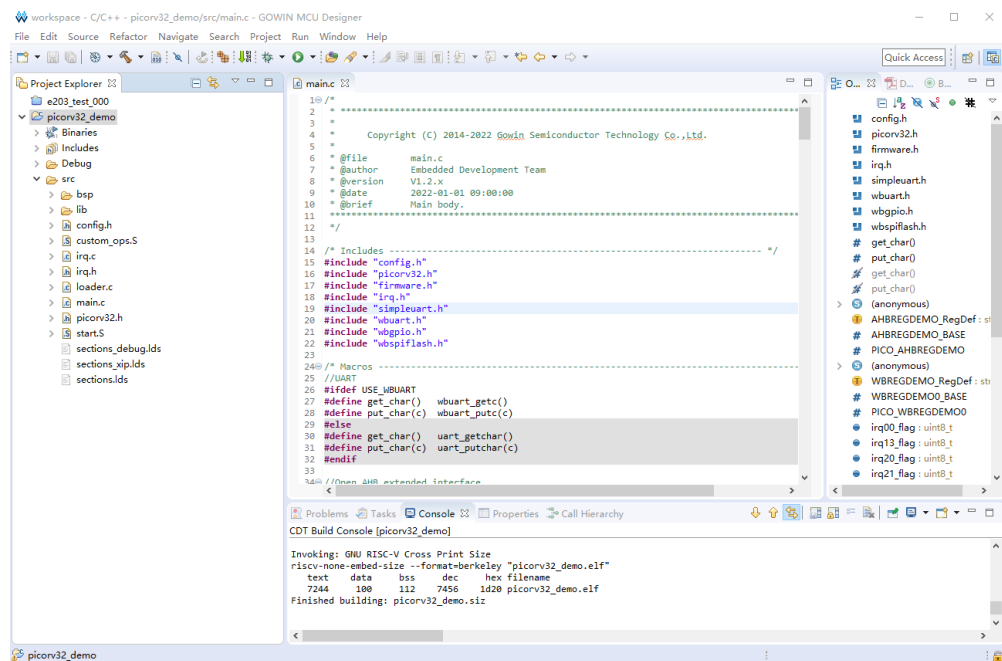 workspace - C/C++ - picorv32_demo/src/main.c - GOWIN MCU Designer
File Edit Source Refactor Navigate Search Project Run Window Help
Quick Access
Project Explorer
e203_test_000
picorv32_demo
Binaries
Includes
Debug
src
bsp
lib
config.h
custom_ops.S
irq.c
irq.h
loader.c
main.c
picorv32.h
start.S
sections_debug.lds
sections_xip.lds
sections.lds
main.c
1 /*
2 * ******************************************************************************************
3 *
4 *      Copyright (C) 2014-2022 Gowin Semiconductor Technology Co.,Ltd.
5 *
6 * @file        main.c
7 * @author      Embedded Development Team
8 * @version     V1.2.x
9 * @date        2022-01-01 09:00:00
10 * @brief       Main body.
11 ******************************************************************************************
12 */
13
14 /* Includes ------------------------------------------------------------------ */
15 #include "config.h"
16 #include "picorv32.h"
17 #include "firmware.h"
18 #include "irq.h"
19 #include "simpleuart.h"
20 #include "wbuart.h"
21 #include "wbgpio.h"
22 #include "wbspiflash.h"
23
24 /* Macros --------------------------------------------------------------------
25 //UART
26 #ifdef USE_WBUART
27 #define get_char()   wbuart_getc()
28 #define put_char(c)  wbuart_putc(c)
29 #else
30 #define get_char()   uart_getchar()
31 #define put_char(c)  uart_putchar(c)
32 #endif
33
34 //Open AHB extended interface
O...
D...
B...
config.h
picorv32.h
firmware.h
irq.h
simpleuart.h
wbuart.h
wbgpio.h
wbspiflash.h
get_char()
put_char()
get_char()
put_char()
(anonymous)
AHBREGDEMO_RegDef : str
AHBREGDEMO_BASE
PICO_AHBREGDEMO
(anonymous)
WBREGDEMO_RegDef : stru
WBREGDEMO0_BASE
PICO_WBREGDEMO0
irq00_flag : uint8_t
irq13_flag : uint8_t
irq20_flag : uint8_t
irq21_flag : uint8_t
Problems Tasks Console Properties Call Hierarchy
CDT Build Console [picorv32_demo]
Invoking: GNU RISC-V Cross Print Size
riscv-none-embed-size --format=berkeley "picorv32_demo.elf"
text data bss dec hex filename
7244 100 112 7456 1d20 picorv32_demo.elf
Finished building: picorv32_demo.siz
picorv32_demo